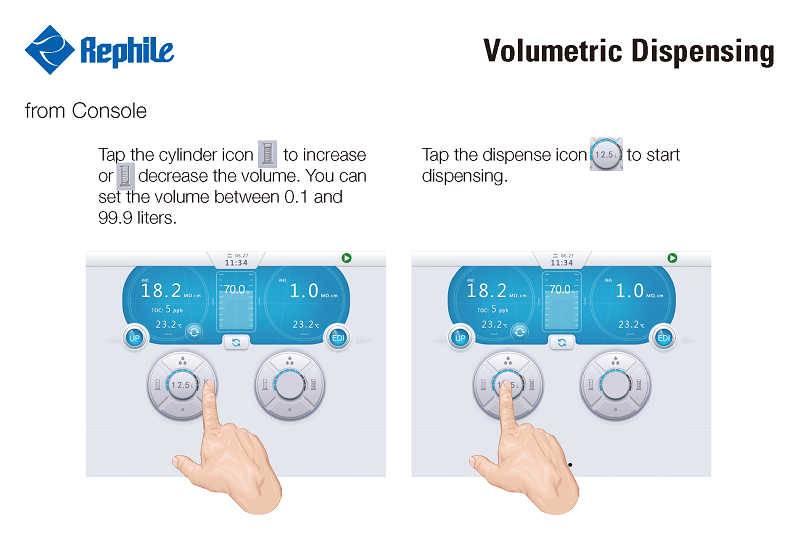 Rephile
Volumetric Dispensing
from Console
Tap the cylinder icon to increase
or decrease the volume. You can
set the volume between 0.1 and
99.9 liters.
Tap the dispense icon 12.5 L to start
dispensing.
二 06.27
11:34
18.2 MΩ.cm
TOC: 5 ppb
23.2 ℃
70.0
1.0 MΩ.cm
23.2 ℃
UP
EDI
12.5 L
二 06.27
11:34
18.2 MΩ.cm
TOC: 5 ppb
23.2 ℃
70.0
1.0 MΩ.cm
23.2 ℃
UP
EDI